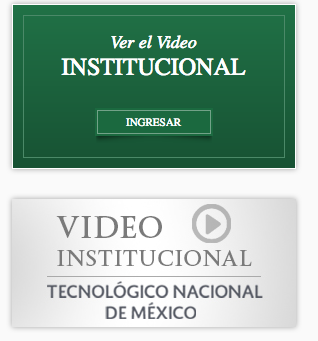 Ver el Video
INSTITUCIONAL
INGRESAR
VIDEO
INSTITUCIONAL
TECNOLÓGICO NACIONAL
DE MÉXICO